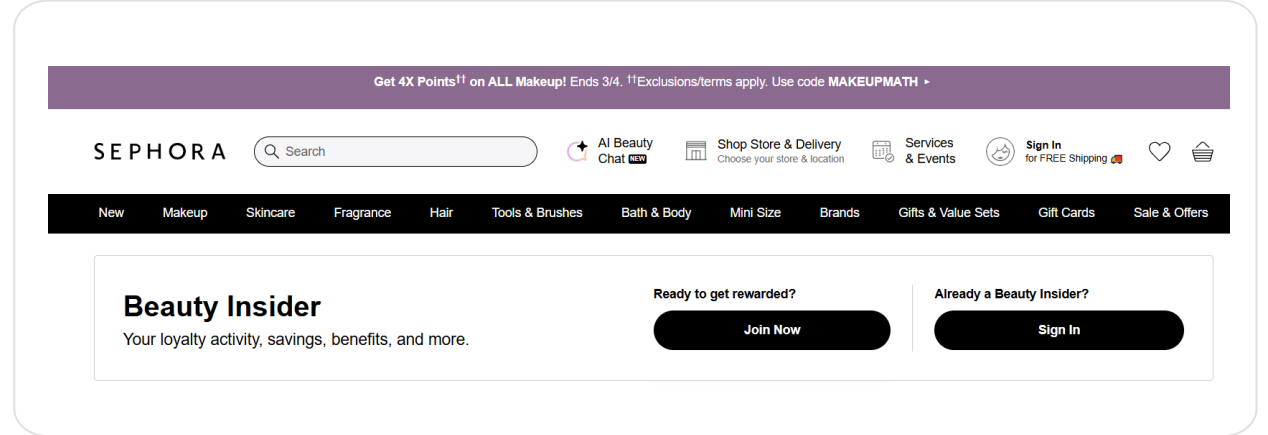 Get 4X Points†† on ALL Makeup! Ends 3/4. ††Exclusions/terms apply. Use code MAKEUPMATH ▸
SEPHORA
Search
AI Beauty
Chat NEW
Shop Store & Delivery
Choose your store & location
Services
& Events
Sign In
for FREE Shipping 🚚
New Makeup Skincare Fragrance Hair Tools & Brushes Bath & Body Mini Size Brands Gifts & Value Sets Gift Cards Sale & Offers
Beauty Insider
Your loyalty activity, savings, benefits, and more.
Ready to get rewarded?
Join Now
Already a Beauty Insider?
Sign In